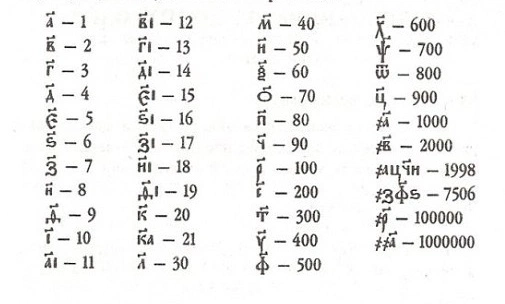 а҃ – 1
в҃ – 2
г҃ – 3
д҃ – 4
є҃ – 5
ѕ҃ – 6
з҃ – 7
и҃ – 8
ѳ҃ – 9
і҃ – 10
а҃і – 11
в҃і – 12
г҃і – 13
д҃і – 14
є҃і – 15
ѕ҃і – 16
з҃і – 17
и҃і – 18
ѳ҃і – 19
к҃ – 20
к҃а – 21
л҃ – 30
м҃ – 40
н҃ – 50
ѯ҃ – 60
о҃ – 70
п҃ – 80
ч҃ – 90
р҃ – 100
с҃ – 200
т҃ – 300
у҃ – 400
ф҃ – 500
х҃ – 600
ѱ҃ – 700
ѿ҃ – 800
ц҃ – 900
҂а҃ – 1000
҂в҃ – 2000
҂ацч҃и – 1998
҂зф҃ѕ – 7506
҂р҃ – 100000
҂҂а҃ – 1000000